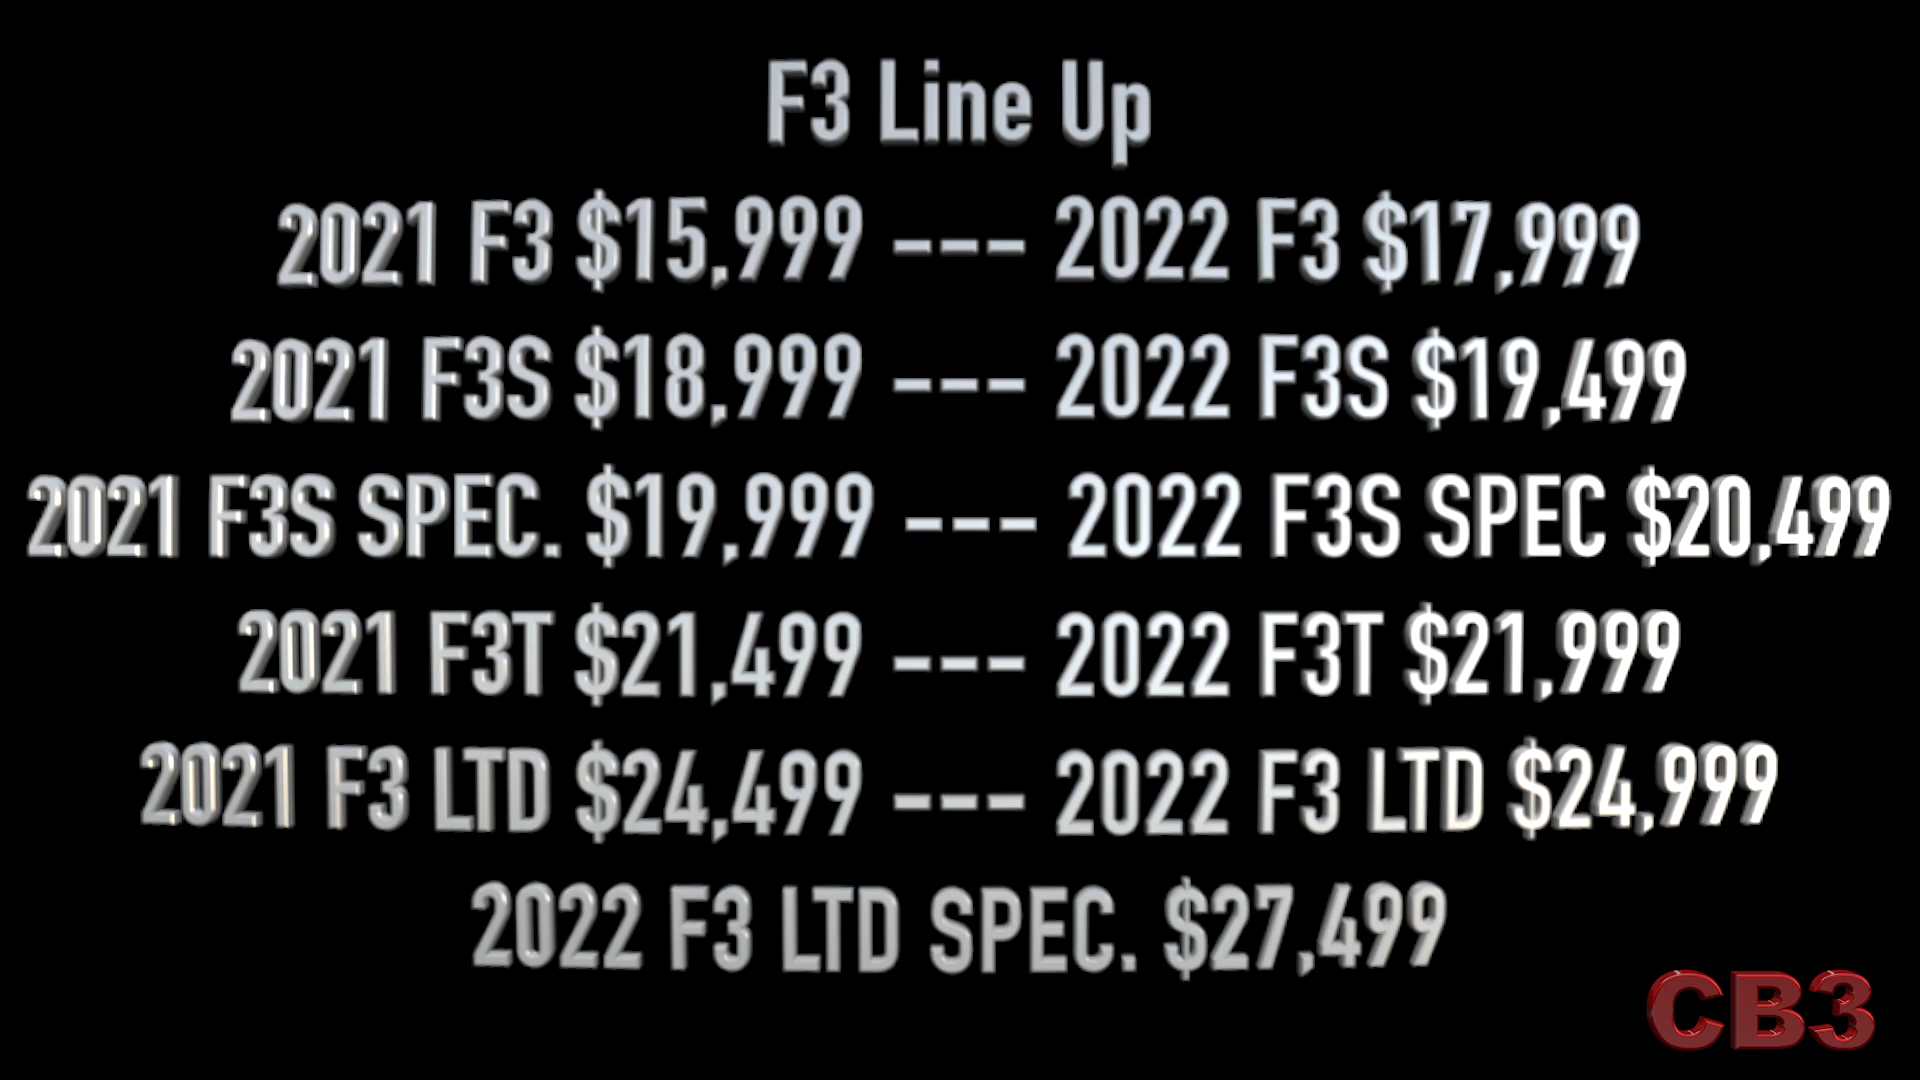 F3 Line Up
2021 F3 $15,999 --- 2022 F3 $17,999
2021 F3S $18,999 --- 2022 F3S $19,499
2021 F3S SPEC. $19,999 --- 2022 F3S SPEC $20,499
2021 F3T $21,499 --- 2022 F3T $21,999
2021 F3 LTD $24,499 --- 2022 F3 LTD $24,999
2022 F3 LTD SPEC. $27,499
CB3